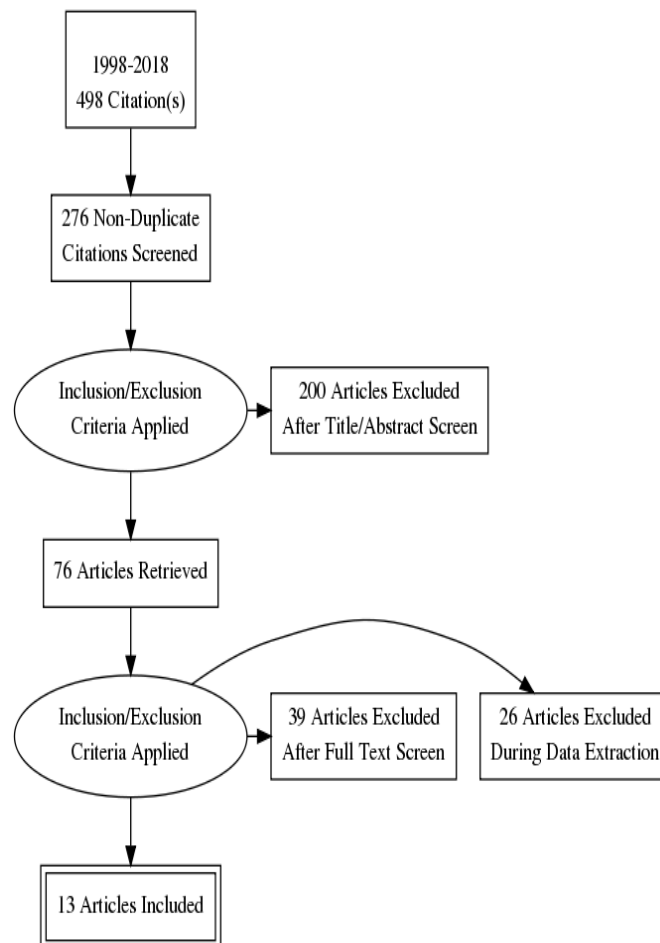 1998-2018
498 Citation(s)
276 Non-Duplicate
Citations Screened
Inclusion/Exclusion
Criteria Applied
200 Articles Excluded
After Title/Abstract Screen
76 Articles Retrieved
Inclusion/Exclusion
Criteria Applied
39 Articles Excluded
After Full Text Screen
26 Articles Excluded
During Data Extraction
13 Articles Included